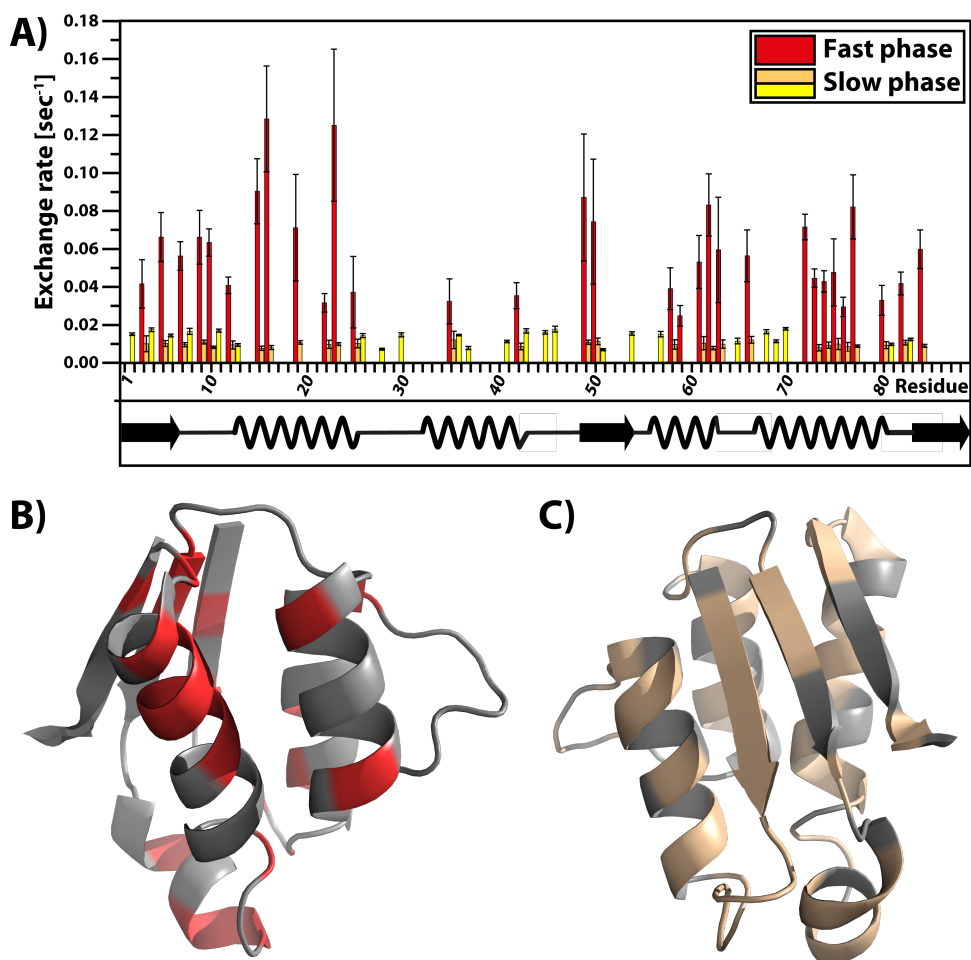 A)
Exchange rate [sec⁻¹]
0.18
0.16
0.14
0.12
0.10
0.08
0.06
0.04
0.02
0.00
Fast phase
Slow phase
1 10 20 30 40 50 60 70 80 Residue
B) C)